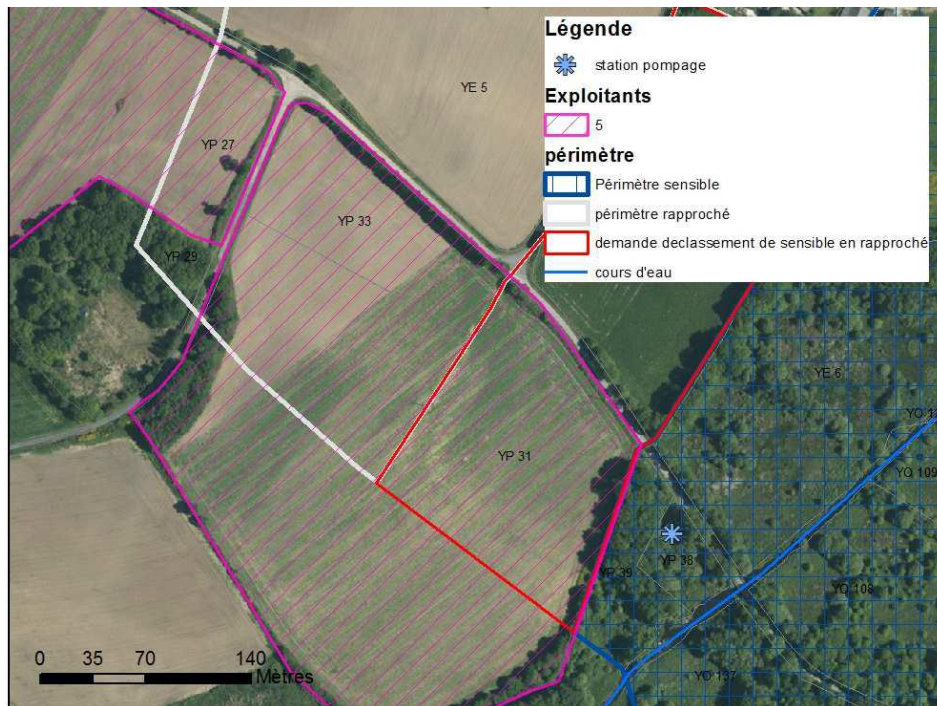 Légende
station pompage
Exploitants
5
périmètre
Périmètre sensible
périmètre rapproché
demande declassement de sensible en rapproché
cours d'eau
YE 5
YP 27
YP 33
YP 29
YE 6
YP 31
YO 109
YP 38
YP 39
YO 108
YO 137
0 35 70 140
Mètres